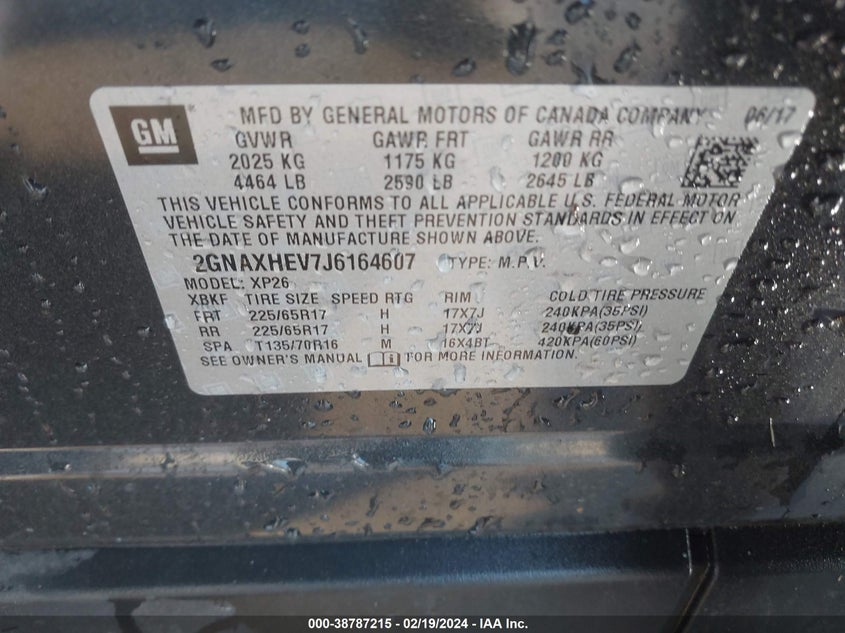 GM ®
MFD BY GENERAL MOTORS OF CANADA COMPANY 06/17
GVWR GAWR FRT GAWR RR
2025 KG 1175 KG 1200 KG
4464 LB 2590 LB 2645 LB
THIS VEHICLE CONFORMS TO ALL APPLICABLE U.S. FEDERAL MOTOR
VEHICLE SAFETY AND THEFT PREVENTION STANDARDS IN EFFECT ON
THE DATE OF MANUFACTURE SHOWN ABOVE.
2GNAXHEV7J6164607 TYPE: M.P.V.
MODEL: XP26
XBKF TIRE SIZE SPEED RTG RIM COLD TIRE PRESSURE
FRT 225/65R17 H 17X7J 240KPA(35PSI)
RR 225/65R17 H 17X7J 240KPA(35PSI)
SPA T135/70R16 M 16X4BT 420KPA(60PSI)
SEE OWNER'S MANUAL FOR MORE INFORMATION.
000-38787215 - 02/19/2024 - IAA Inc.